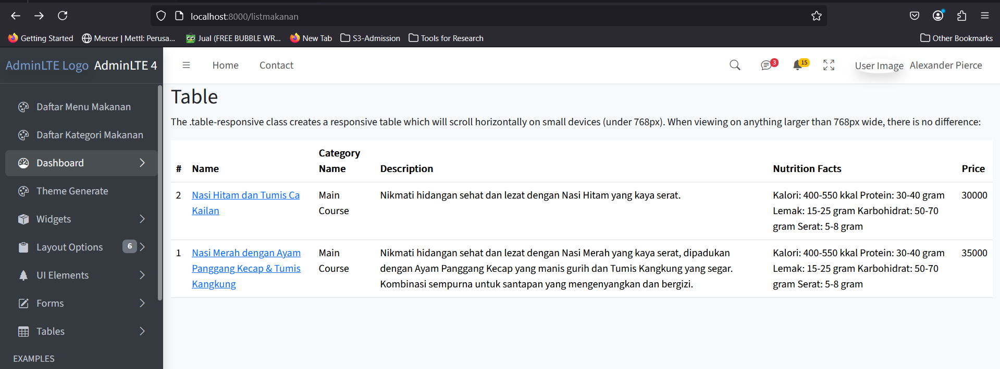 localhost:8000/listmakanan
Getting Started Mercer | Mettl: Perusa... Jual (FREE BUBBLE WR... New Tab S3-Admission Tools for Research Other Bookmarks
AdminLTE Logo AdminLTE 4
Home Contact 3 15 User Image Alexander Pierce
Daftar Menu Makanan
Daftar Kategori Makanan
Dashboard
Theme Generate
Widgets
Layout Options 6
UI Elements
Forms
Tables
EXAMPLES
Table
The .table-responsive class creates a responsive table which will scroll horizontally on small devices (under 768px). When viewing on anything larger than 768px wide, there is no difference:
# Name Category Name Description Nutrition Facts Price
2 Nasi Hitam dan Tumis Ca Main Nikmati hidangan sehat dan lezat dengan Nasi Hitam yang kaya serat. Kalori: 400-550 kkal Protein: 30-40 gram 30000
Kailan Course Lemak: 15-25 gram Karbohidrat: 50-70
gram Serat: 5-8 gram
1 Nasi Merah dengan Ayam Main Nikmati hidangan sehat dan lezat dengan Nasi Merah yang kaya serat, dipadukan Kalori: 400-550 kkal Protein: 30-40 gram 35000
Panggang Kecap & Tumis Course dengan Ayam Panggang Kecap yang manis gurih dan Tumis Kangkung yang segar. Lemak: 15-25 gram Karbohidrat: 50-70
Kangkung Kombinasi sempurna untuk santapan yang mengenyangkan dan bergizi. gram Serat: 5-8 gram